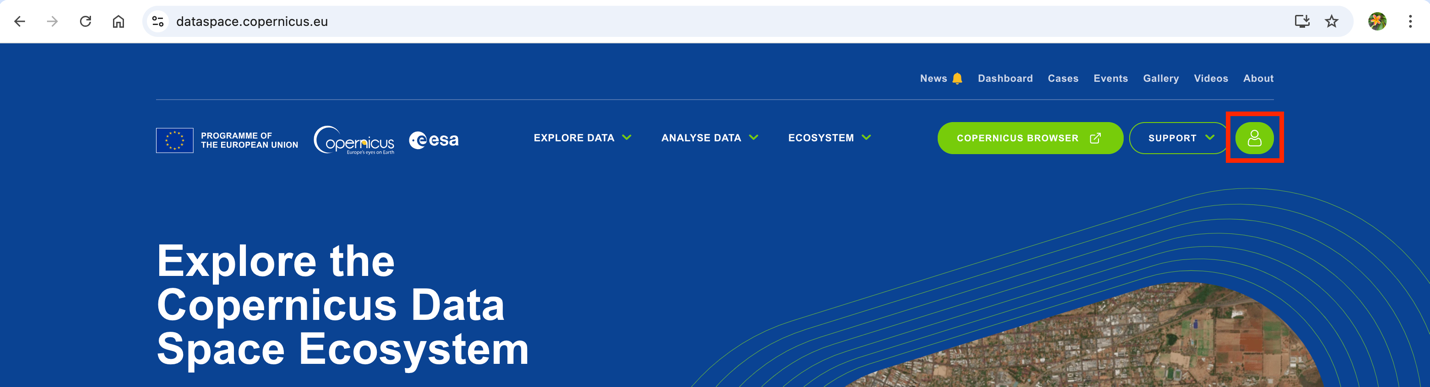 dataspace.copernicus.eu
News Dashboard Cases Events Gallery Videos About
PROGRAMME OF
THE EUROPEAN UNION
opernicus
Europe's eyes on Earth
esa
EXPLORE DATA ANALYSE DATA ECOSYSTEM COPERNICUS BROWSER SUPPORT
Explore the
Copernicus Data
Space Ecosystem